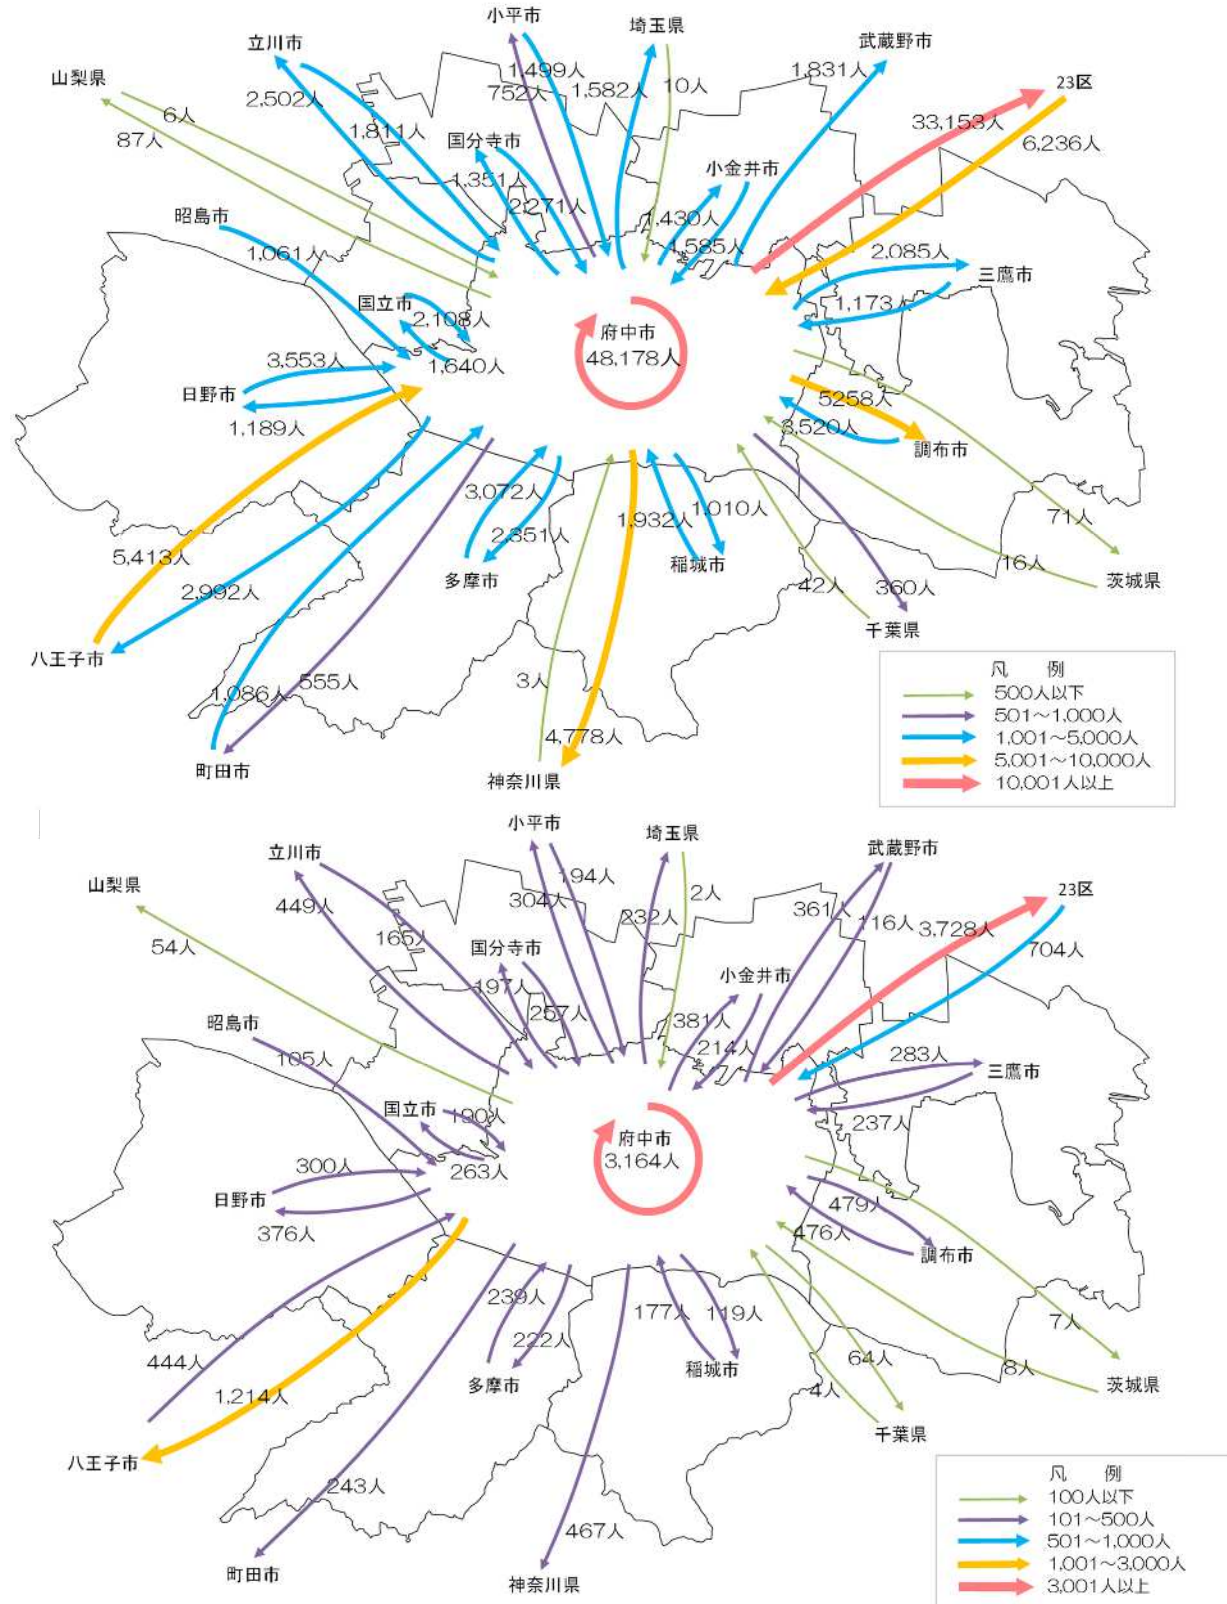 小平市
埼玉県
立川市
武蔵野市
山梨県
23区
1,499人
752人
1,582人
10人
1,831人
2,502人
6人
87人
1,811人
33,153人
6,236人
国分寺市
小金井市
1,351人
2,271人
1,430人
1,585人
昭島市
1,061人
2,085人
三鷹市
1,173人
国立市
2,108人
府中市
48,178人
3,553人
1,640人
日野市
1,189人
5258人
3,520人
調布市
3,072人
1,932人
1,010人
2,351人
71人
5,413人
16人
多摩市
稲城市
茨城県
2,992人
42人
360人
千葉県
八王子市
1,086人
555人
3人
4,778人
町田市
神奈川県
凡 例
500人以下
501～1,000人
1,001～5,000人
5,001～10,000人
10,001人以上
小平市
埼玉県
立川市
武蔵野市
山梨県
23区
194人
304人
2人
449人
232人
361人
116人
3,728人
165人
54人
704人
国分寺市
小金井市
197人
257人
381人
214人
昭島市
105人
283人
三鷹市
国立市
190人
237人
府中市
3,164人
300人
263人
日野市
376人
479人
476人
調布市
239人
177人
119人
222人
7人
444人
64人
8人
多摩市
稲城市
茨城県
1,214人
4人
千葉県
八王子市
243人
467人
町田市
神奈川県
凡 例
100人以下
101～500人
501～1,000人
1,001～3,000人
3,001人以上